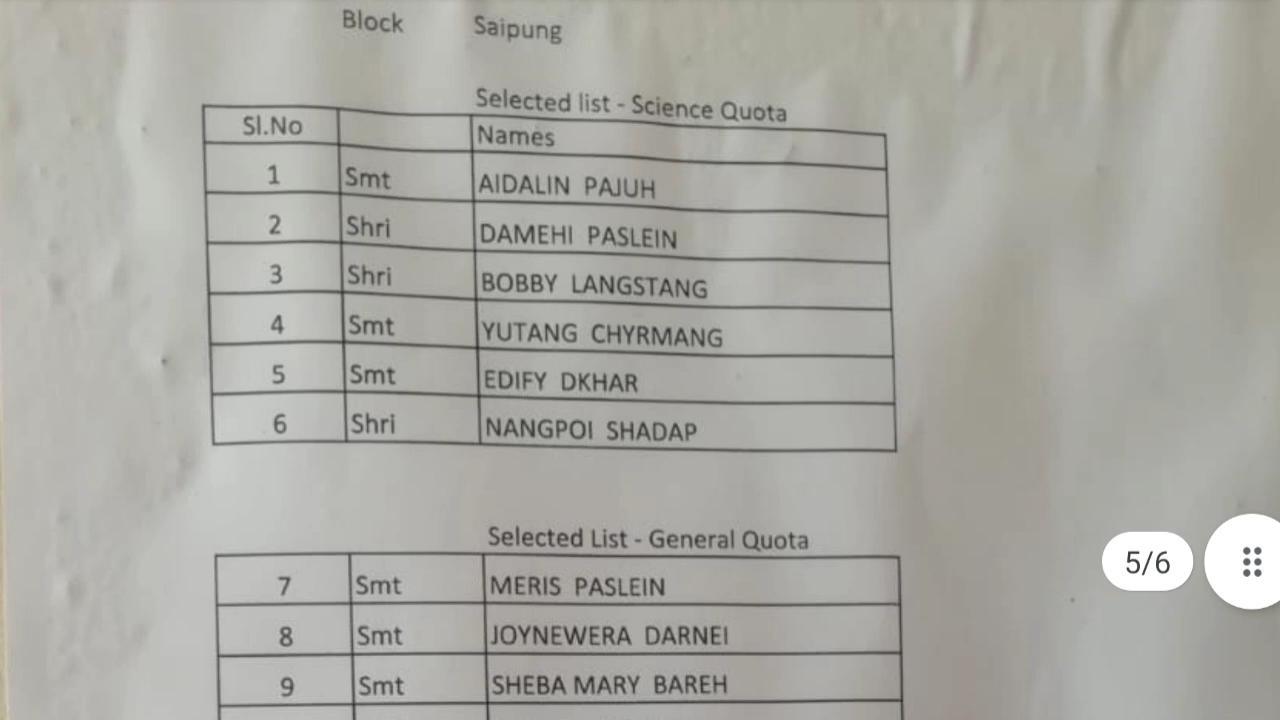 Block Saipung
Selected list - Science Quota
Sl.No Names
1 Smt AIDALIN PAJUH
2 Shri DAMEHI PASLEIN
3 Shri BOBBY LANGSTANG
4 Smt YUTANG CHYRMANG
5 Smt EDIFY DKHAR
6 Shri NANGPOI SHADAP
Selected List - General Quota
7 Smt MERIS PASLEIN
5/6
8 Smt JOYNEWERA DARNEI
9 Smt SHEBA MARY BAREH